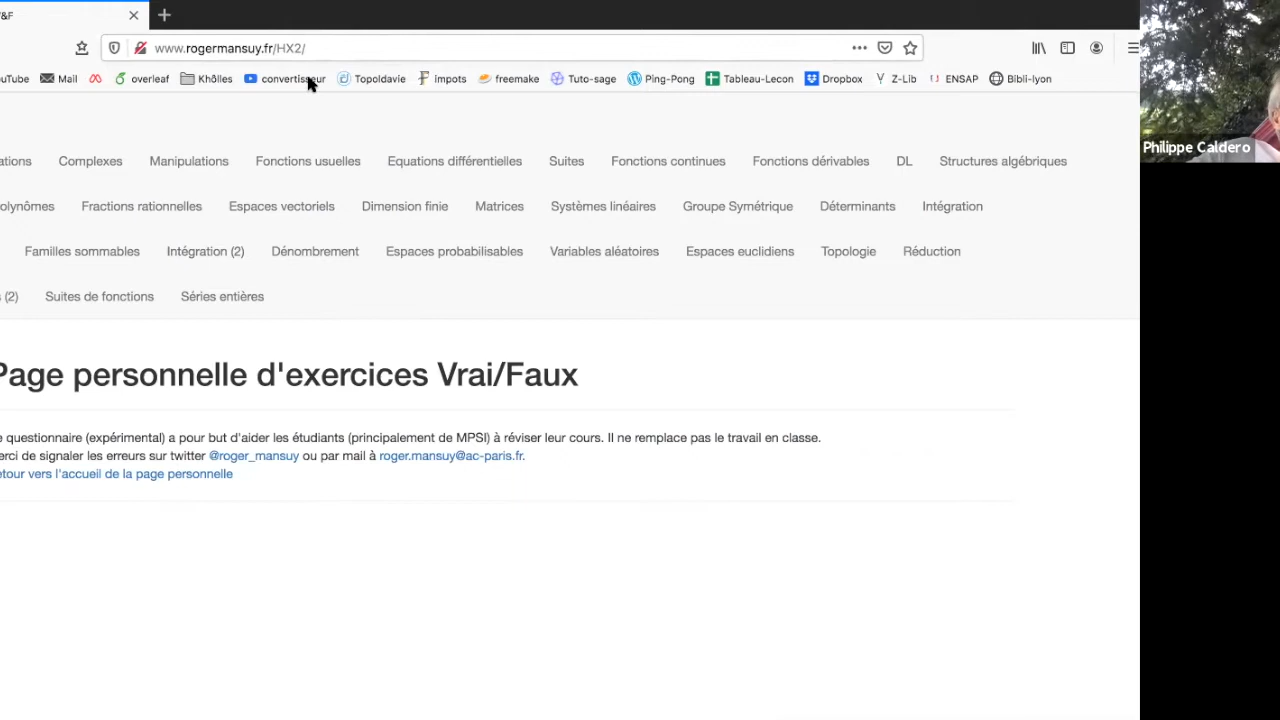 &F
www.rogermansuy.fr/HX2/
Mail overleaf Khôlles convertisseur Topoldavie impots freemake Tuto-sage Ping-Pong Tableau-Lecon Dropbox Z-Lib ENSAP Bibli-lyon
Philippe Caldero
ations Complexes Manipulations Fonctions usuelles Equations différentielles Suites Fonctions continues Fonctions dérivables DL Structures algébriques
olynômes Fractions rationnelles Espaces vectoriels Dimension finie Matrices Systèmes linéaires Groupe Symétrique Déterminants Intégration
Familles sommables Intégration (2) Dénombrement Espaces probabilisables Variables aléatoires Espaces euclidiens Topologie Réduction
(2) Suites de fonctions Séries entières
Page personnelle d'exercices Vrai/Faux
e questionnaire (expérimental) a pour but d'aider les étudiants (principalement de MPSI) à réviser leur cours. Il ne remplace pas le travail en classe.
erci de signaler les erreurs sur twitter @roger_mansuy ou par mail à roger.mansuy@ac-paris.fr.
etour vers l'accueil de la page personnelle